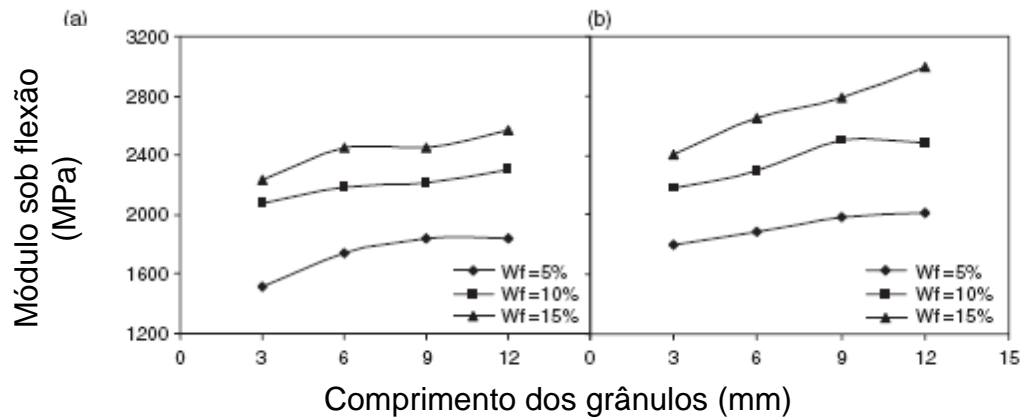 (a)
(b)
Módulo sob flexão
(MPa)
3200
2800
2400
2000
1600
1200
Wf=5%
Wf=10%
Wf=15%
Wf=5%
Wf=10%
Wf=15%
0 3 6 9 12 0 3 6 9 12 15
Comprimento dos grânulos (mm)